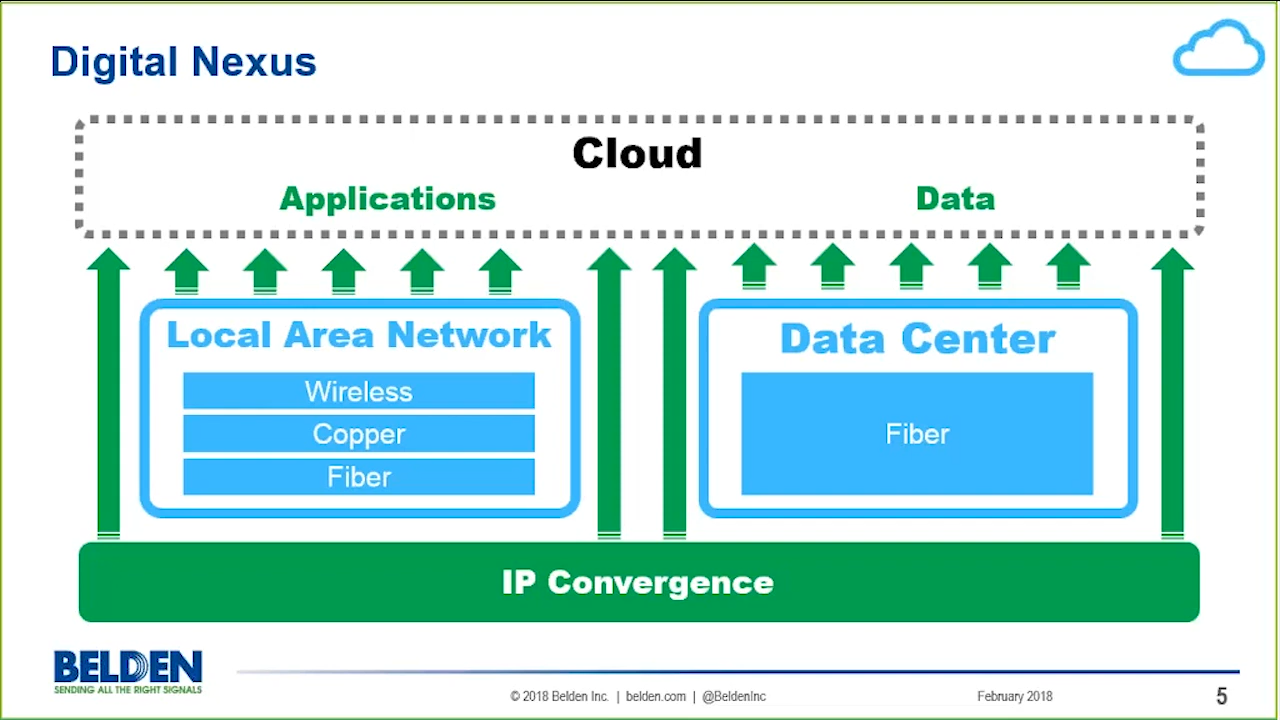 Digital Nexus
Cloud
Applications
Data
Local Area Network
Wireless
Copper
Fiber
Data Center
Fiber
IP Convergence
BELDEN
SENDING ALL THE RIGHT SIGNALS
© 2018 Belden Inc. | belden.com | @BeldenInc
February 2018
5